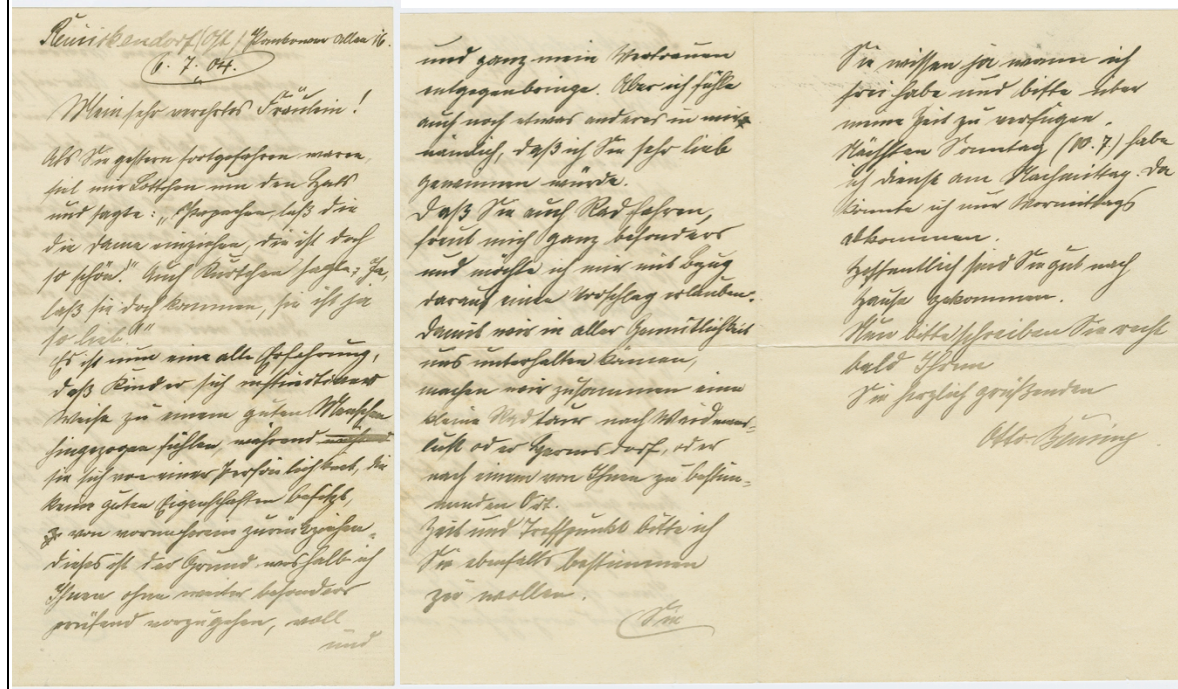 Reinickendorf (Ost) Pankower Allee 16.
6. 7. 04.
Mein sehr verehrtes Fräulein!
Als Sie gestern fortgefahren waren,
fiel mir Lottchen um den Hals
und sagte: „Papachen, laß die
die Dame einziehen, die ist doch
so schön!" Auch Kurtchen sagte: „Ja,
laß sie doch kommen, sie ist ja
so lieb."
Es ist nun eine alte Erfahrung,
daß Kinder sich instinktiver
Weise zu einem guten Menschen
hingezogen fühlen, während
sie sich von einer Persönlichkeit, die
keine guten Eigenschaften besitzt,
von vornherein zurückziehen.
dieses ist der Grund weshalb ich
Ihnen ohne weiter besonders
prüfend vorzugehen, voll
und
und ganz mein Vertrauen
entgegenbringe. Aber ich fühle
auch noch etwas anderes in mir
nämlich, daß ich Sie sehr lieb
gewinnen würde.
Daß Sie auch Rad fahren,
freut mich ganz besonders
und möchte ich mir mit Bezug
darauf einen Vorschlag erlauben.
Damit wir in aller Gemütlichkeit
uns unterhalten können,
machen wir zusammen eine
kleine Radtour nach Waidmanns-
lust oder Hermsdorf, oder
nach einem von Ihnen zu bestim-
menden Ort.
Zeit und Treffpunkt bitte ich
Sie ebenfalls bestimmen
zu wollen.
Sie
Sie wissen ja wann ich
frei habe und bitte über
meine Zeit zu verfügen.
Nächsten Sonntag (10. 7.) habe
ich Dienst am Nachmittag. Da
könnte ich nur Vormittags
abkommen.
Hoffentlich sind Sie gut nach
Hause gekommen.
Nun bitte schreiben Sie recht
bald Ihrem
Sie herzlich grüßenden
Otto